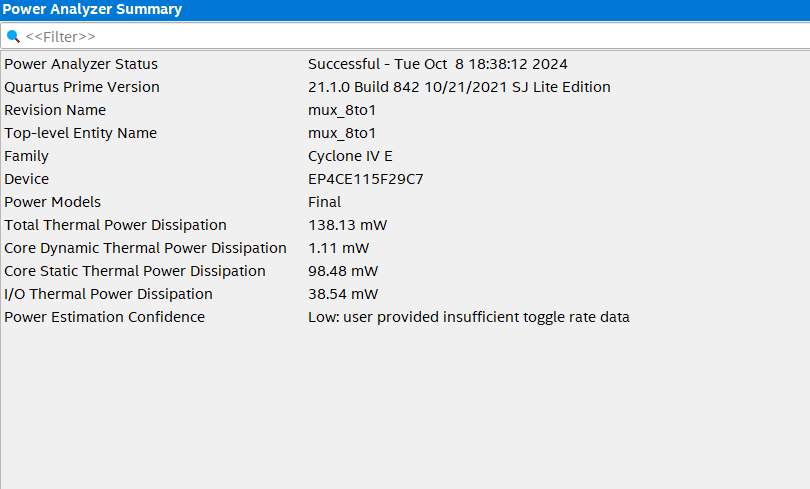 Power Analyzer Summary
<<Filter>>
Power Analyzer Status Successful - Tue Oct  8 18:38:12 2024
Quartus Prime Version 21.1.0 Build 842 10/21/2021 SJ Lite Edition
Revision Name mux_8to1
Top-level Entity Name mux_8to1
Family Cyclone IV E
Device EP4CE115F29C7
Power Models Final
Total Thermal Power Dissipation 138.13 mW
Core Dynamic Thermal Power Dissipation 1.11 mW
Core Static Thermal Power Dissipation 98.48 mW
I/O Thermal Power Dissipation 38.54 mW
Power Estimation Confidence Low: user provided insufficient toggle rate data